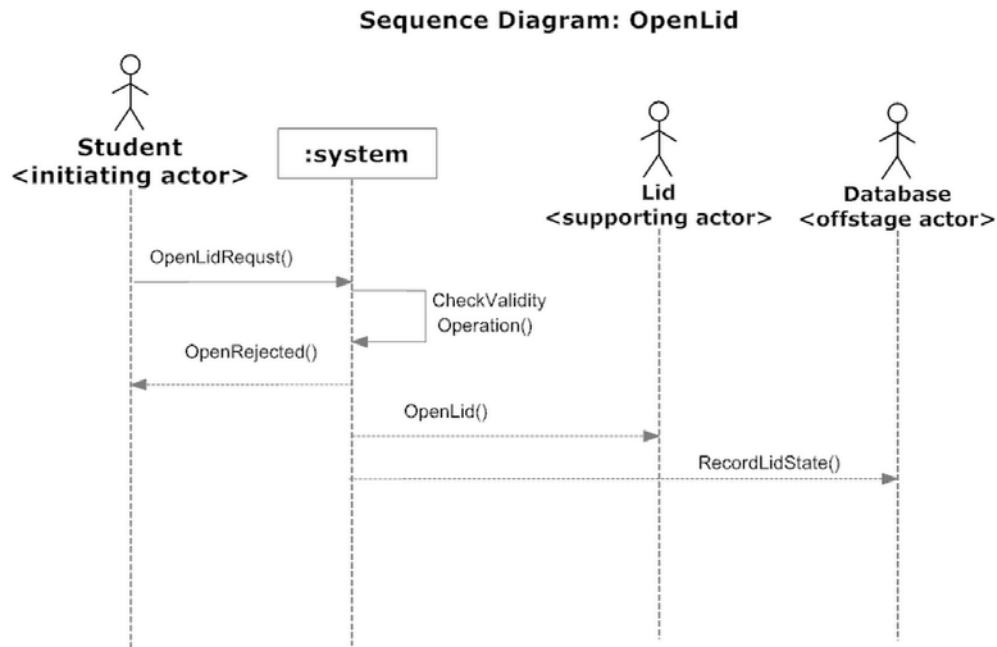 Sequence Diagram: OpenLid
Student
<initiating actor>
:system
Lid
<supporting actor>
Database
<offstage actor>
OpenLidRequst()
CheckValidity
Operation()
OpenRejected()
OpenLid()
RecordLidState()